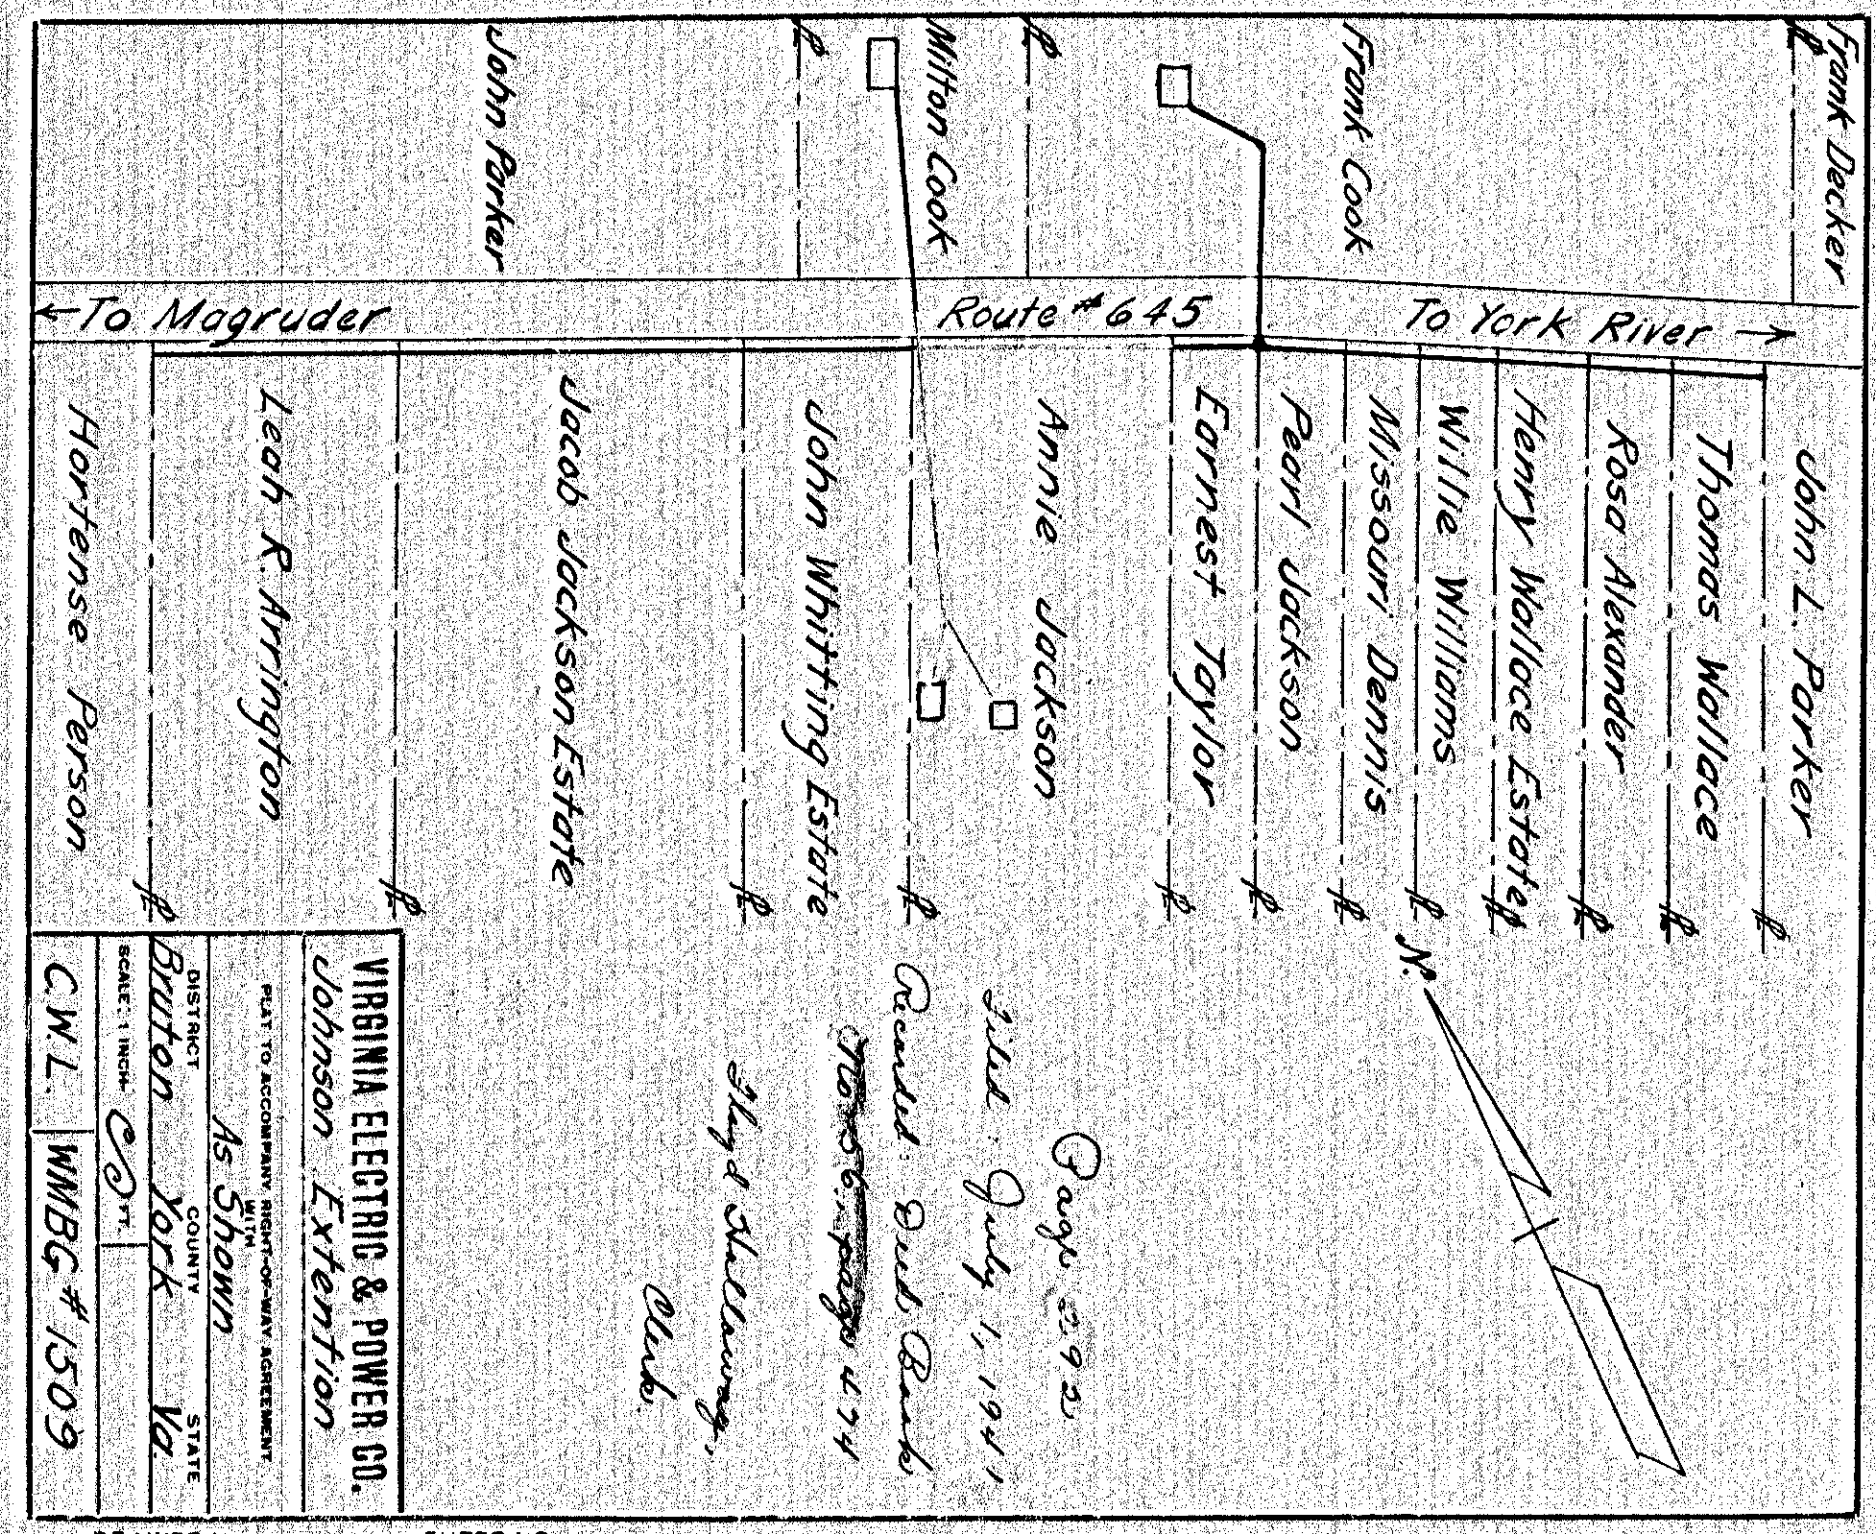 Frank Decker
Frank Cook
Milton Cook
John Parker
←To Magruder
Route #645
To York River →
John L. Parker
Thomas Wallace
Rosa Alexander
Henry Wallace Estate
Willie Williams
Missouri Dennis
Pearl Jackson
Earnest Taylor
Annie Jackson
John Whitting Estate
Jacob Jackson Estate
Leah R. Arrington
Hortense Person
N.
Page 292
Filed: July 1, 1941
Recorded: Deed Book
No 56: page 474
Floyd Holloway,
Clerk.
VIRGINIA ELECTRIC & POWER CO.
Johnson Extention
PLAT TO ACCOMPANY RIGHT-OF-WAY AGREEMENT
WITH
As Shown
DISTRICT COUNTY STATE
Bruton York Va.
SCALE: 1 INCH FT.
C.W.L. WMBG # 1509